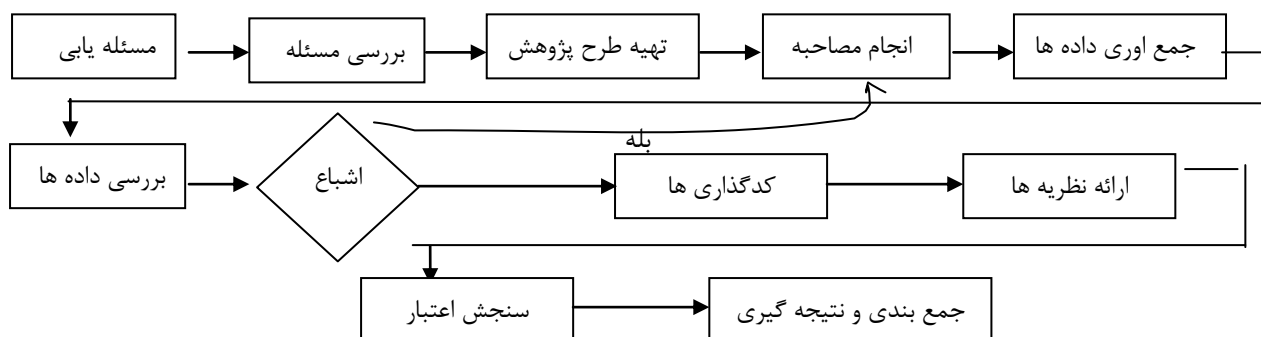 مسئله یابی
بررسی مسئله
تهیه طرح پژوهش
انجام مصاحبه
جمع اوری داده ها
بررسی داده ها
اشباع
بله
کدگذاری ها
ارائه نظریه ها
سنجش اعتبار
جمع بندی و نتیجه گیری